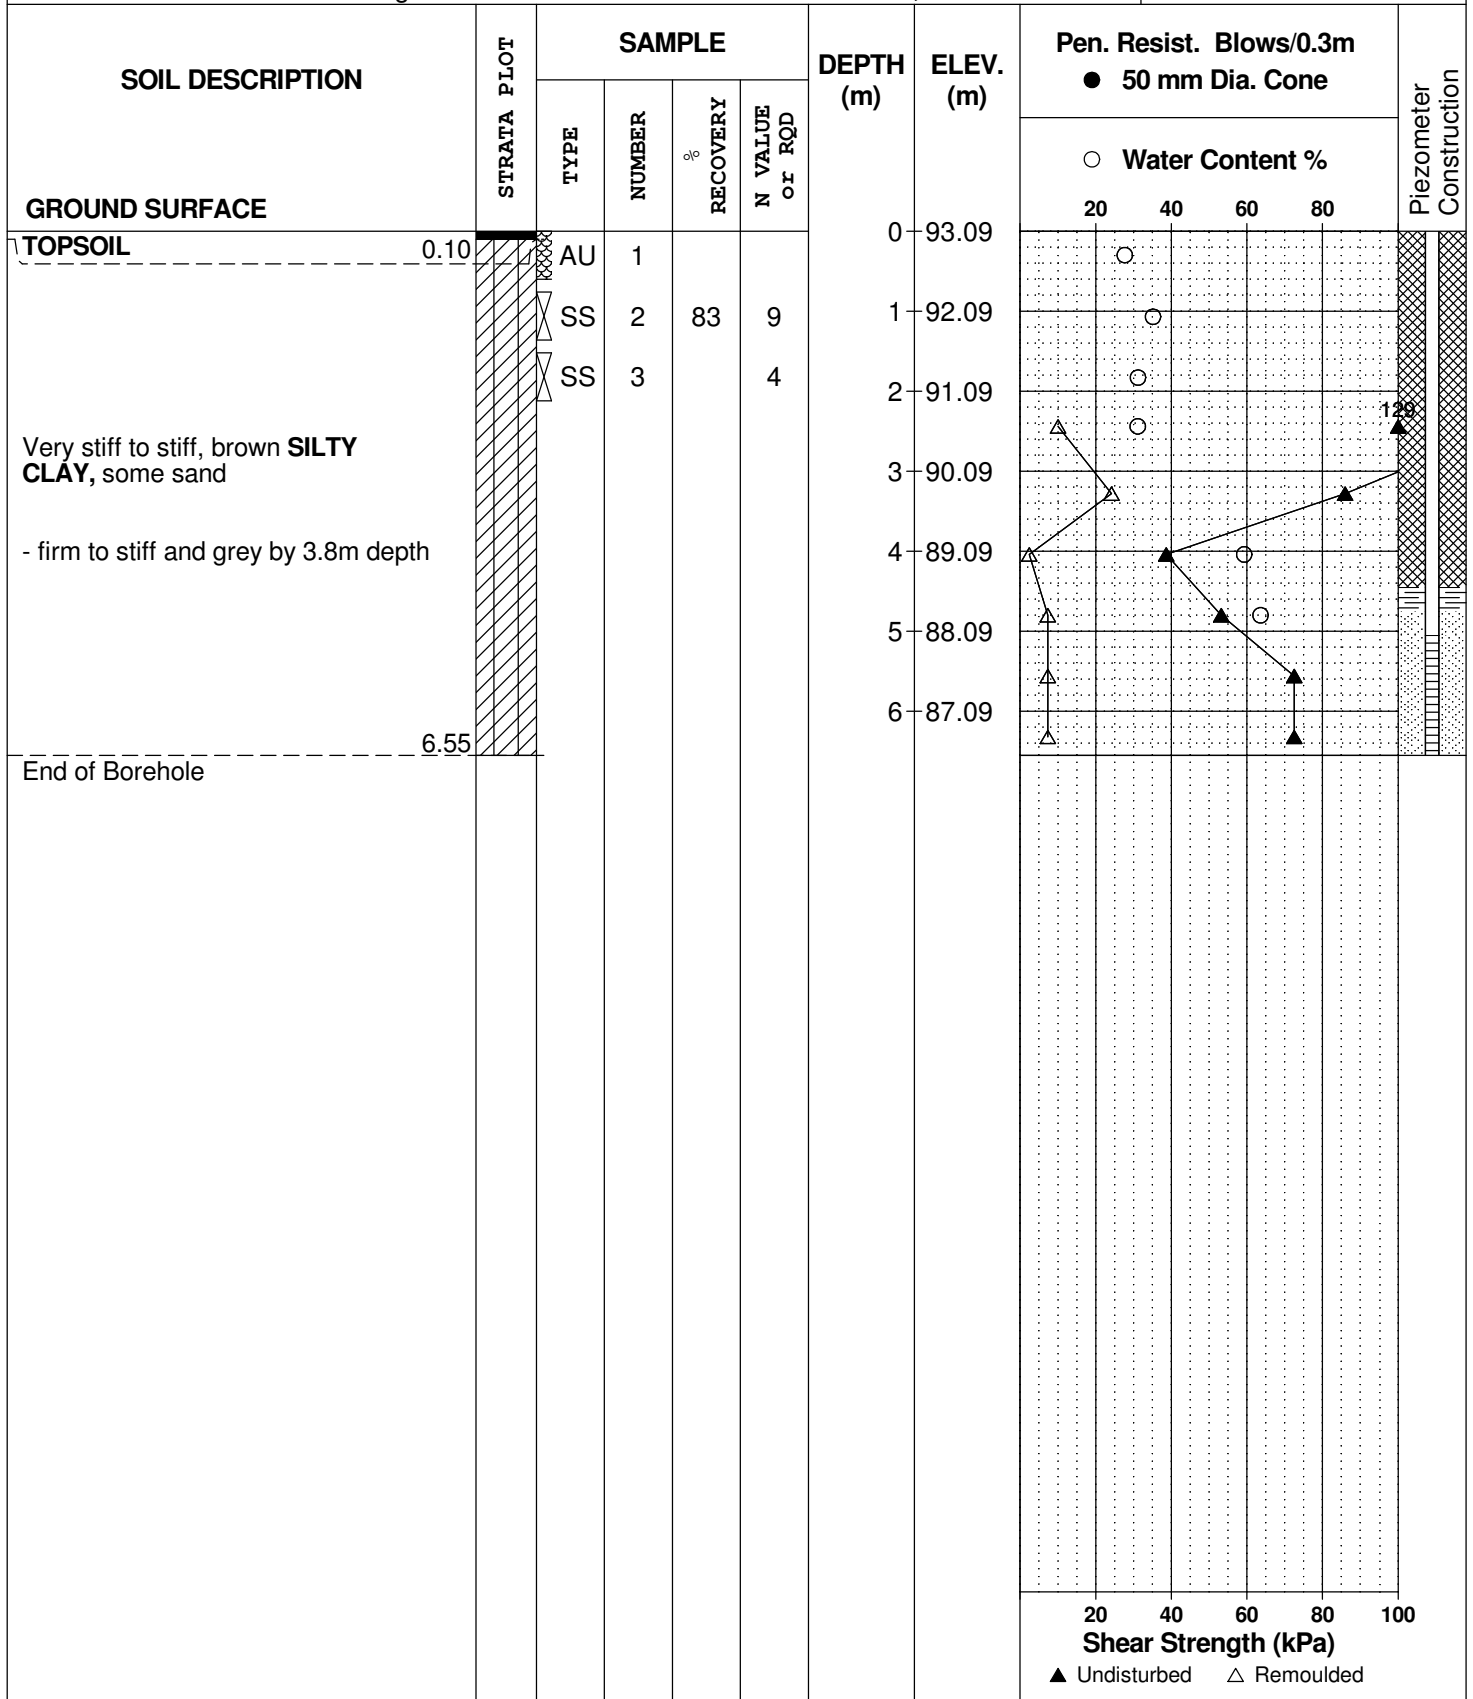 SOIL DESCRIPTION
GROUND SURFACE
STRATA PLOT
SAMPLE
TYPE
NUMBER
%
RECOVERY
N VALUE
or RQD
DEPTH
(m)
ELEV.
(m)
Pen. Resist. Blows/0.3m
● 50 mm Dia. Cone
○ Water Content %
20 40 60 80
Piezometer
Construction
TOPSOIL 0.10
AU 1
0 93.09
SS 2 83 9
1 92.09
SS 3 4
2 91.09
129
Very stiff to stiff, brown SILTY
CLAY, some sand
3 90.09
- firm to stiff and grey by 3.8m depth
4 89.09
5 88.09
6 87.09
6.55
End of Borehole
20 40 60 80 100
Shear Strength (kPa)
▲ Undisturbed △ Remoulded